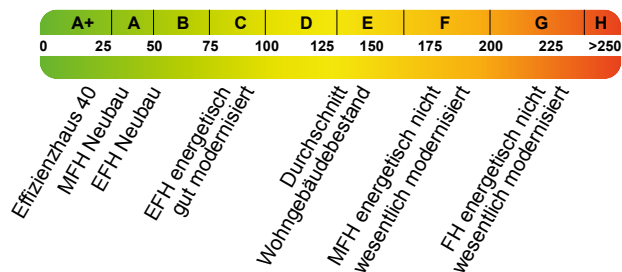 A+ A B C D E F G H
0 25 50 75 100 125 150 175 200 225 >250
Effizienzhaus 40
MFH Neubau
EFH Neubau
EFH energetisch
gut modernisiert
Durchschnitt
Wohngebäudebestand
MFH energetisch nicht
wesentlich modernisiert
FH energetisch nicht
wesentlich modernisiert